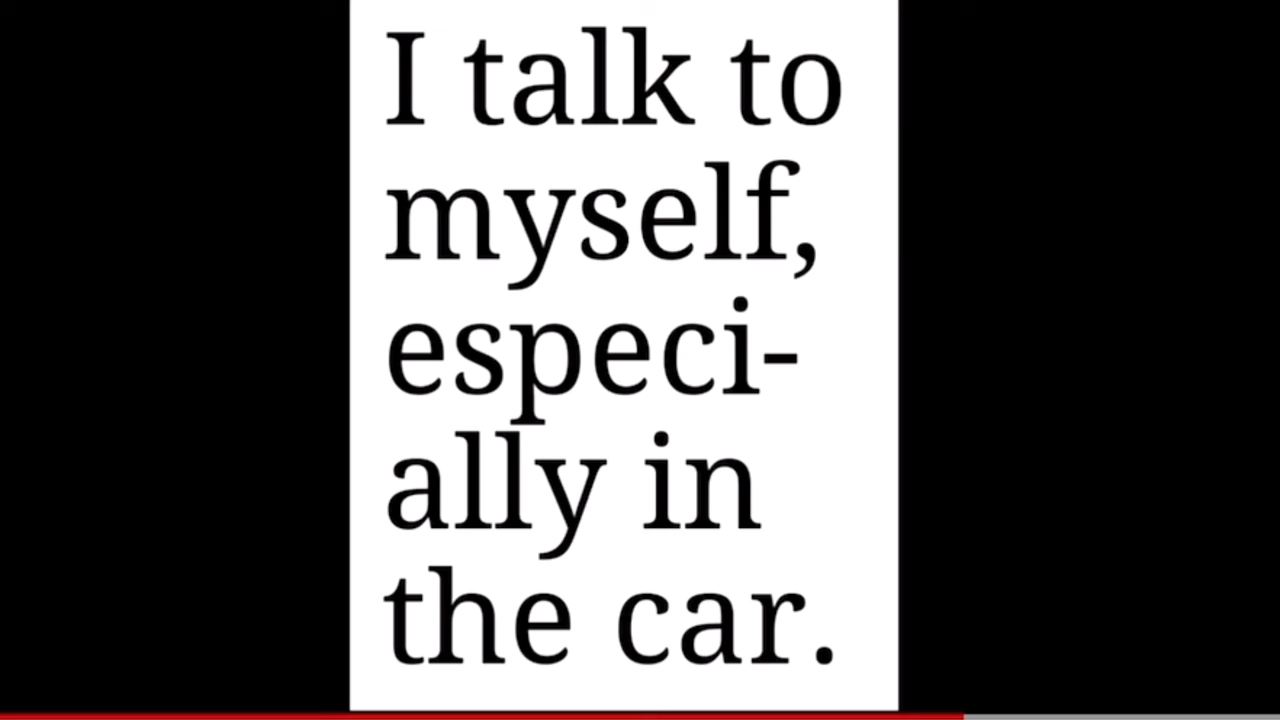 I talk to
myself,
especi-
ally in
the car.